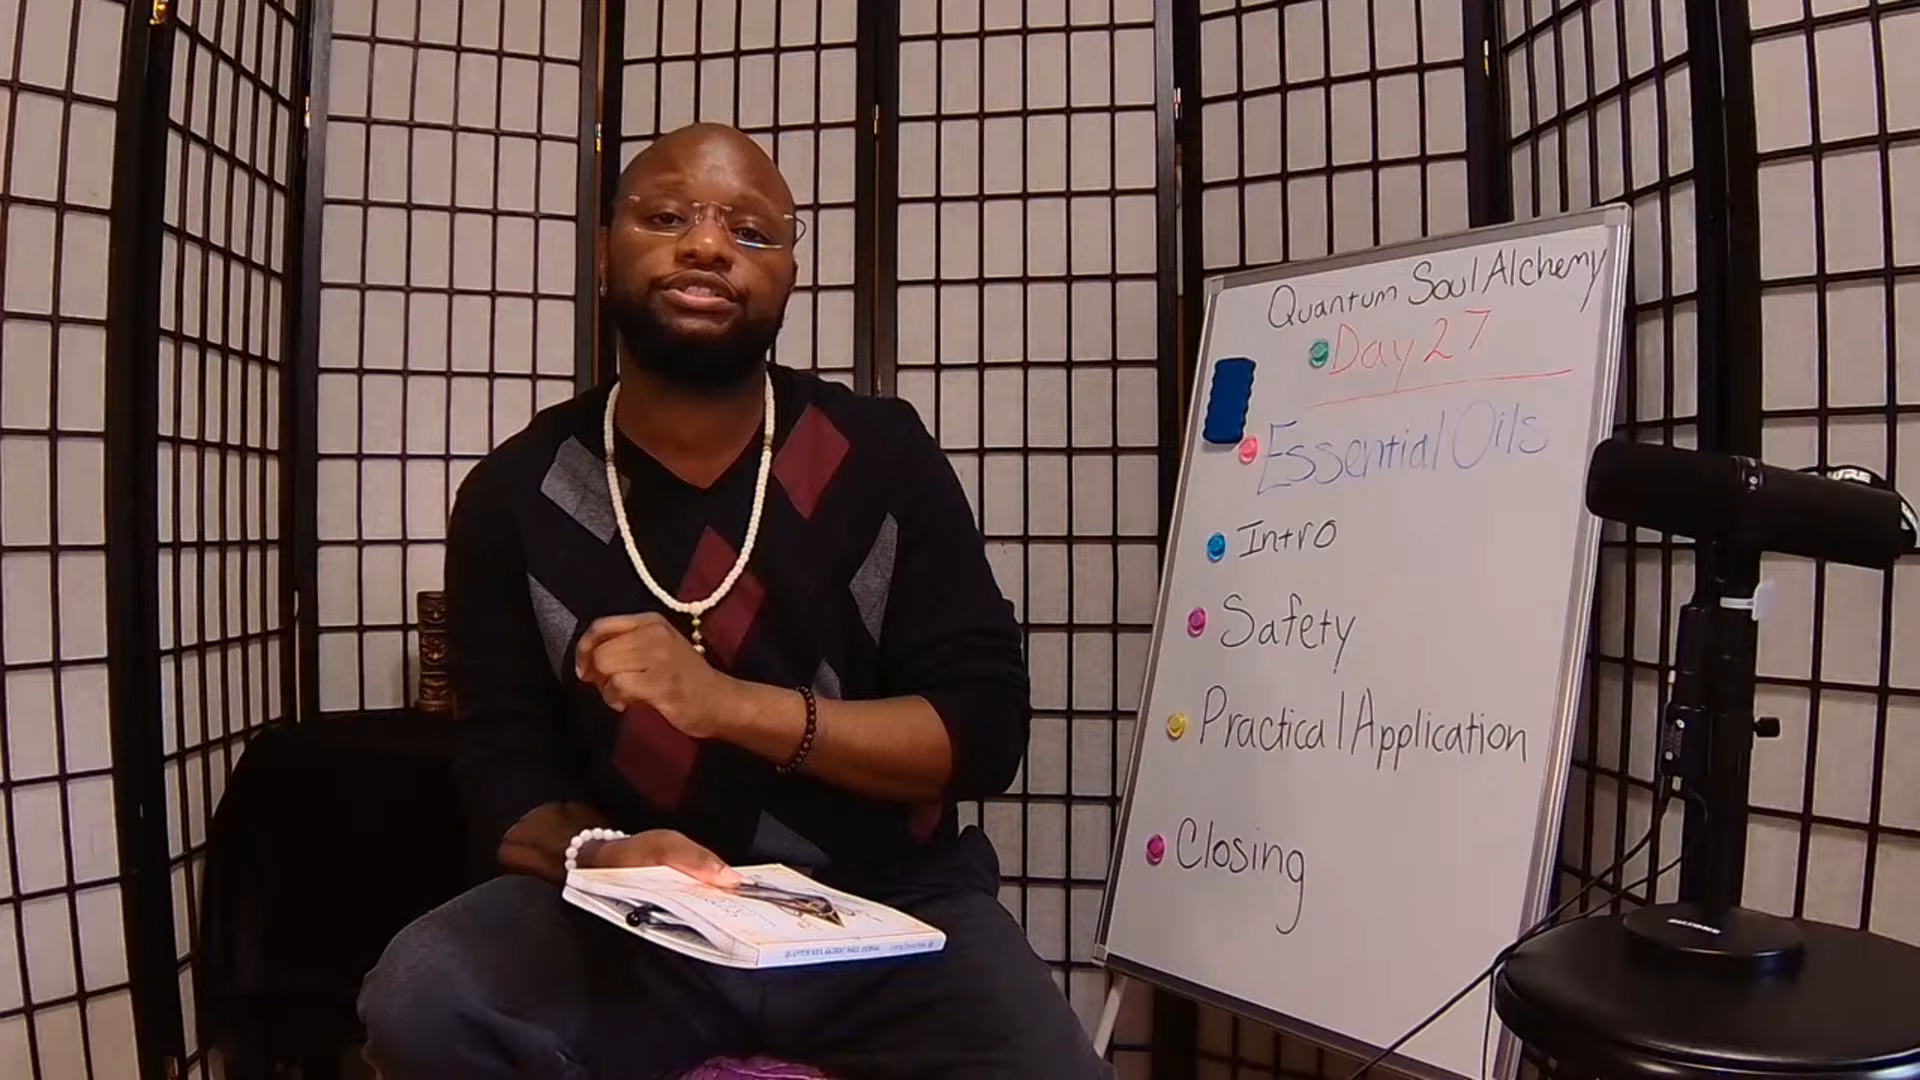 Quantum Soul Alchemy
Day 27
Essential Oils
Intro
Safety
Practical Application
Closing